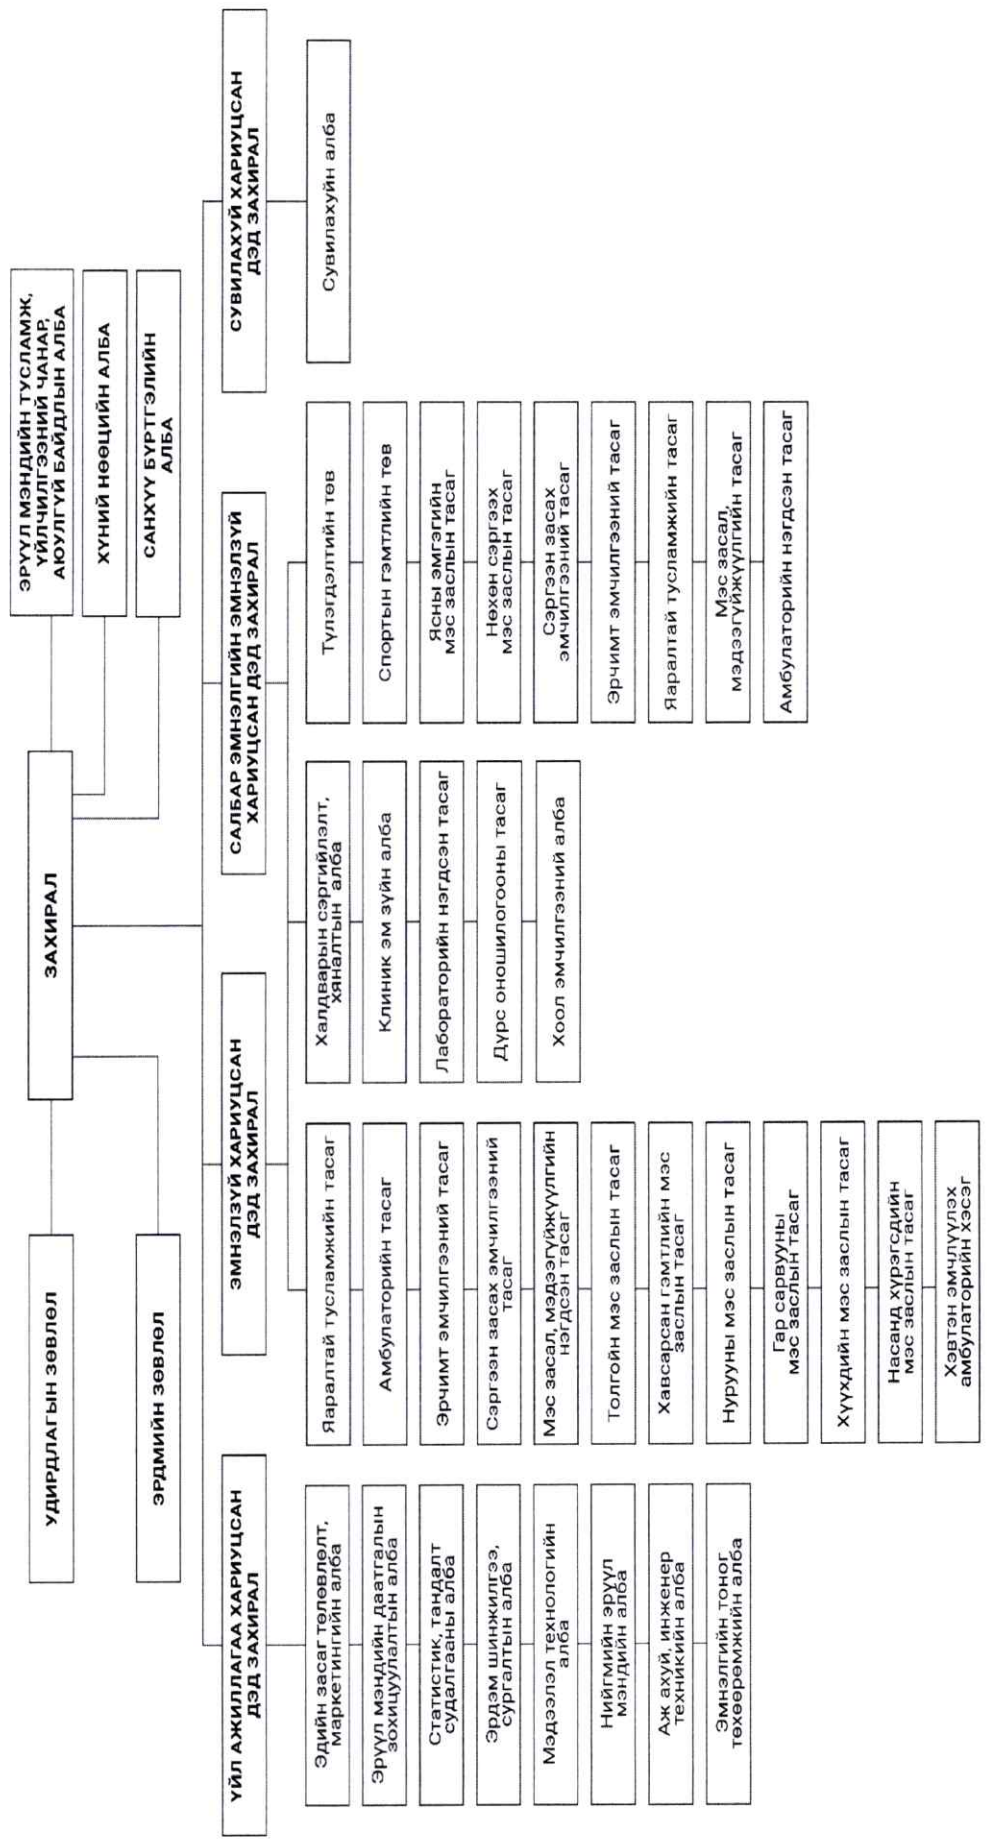 УДИРДЛАГЫН ЗӨВЛӨЛ
ЗАХИРАЛ
ЭРҮҮЛ МЭНДИЙН ТУСЛАМЖ,
ҮЙЛЧИЛГЭЭНИЙ ЧАНАР,
АЮУЛГҮЙ БАЙДЛЫН АЛБА
ХҮНИЙ НӨӨЦИЙН АЛБА
ЭРДМИЙН ЗӨВЛӨЛ
САНХҮҮ БҮРТГЭЛИЙН
АЛБА
ҮЙЛ АЖИЛЛАГАА ХАРИУЦСАН
ДЭД ЗАХИРАЛ
ЭМНЭЛЗҮЙ ХАРИУЦСАН
ДЭД ЗАХИРАЛ
САЛБАР ЭМНЭЛГИЙН ЭМНЭЛЗҮЙ
ХАРИУЦСАН ДЭД ЗАХИРАЛ
СУВИЛАХУЙ ХАРИУЦСАН
ДЭД ЗАХИРАЛ
Эдийн засаг төлөвлөлт,
маркетингийн алба
Эрүүл мэндийн даатгалын
зохицуулалтын алба
Статистик, тандалт
судалгааны алба
Эрдэм шинжилгээ,
сургалтын алба
Мэдээлэл технологийн
алба
Нийгмийн эрүүл
мэндийн алба
Аж ахуй, инженер
техникийн алба
Эмнэлгийн тоног
төхөөрөмжийн алба
Яаралтай тусламжийн тасаг
Амбулаторийн тасаг
Эрчимт эмчилгээний тасаг
Сэргээн засах эмчилгээний
тасаг
Мэс засал, мэдээгүйжүүлгийн
нэгдсэн тасаг
Толгойн мэс заслын тасаг
Хавсарсан гэмтлийн мэс
заслын тасаг
Нурууны мэс заслын тасаг
Гар сарвууны
мэс заслын тасаг
Хүүхдийн мэс заслын тасаг
Насанд хүрэгсдийн
мэс заслын тасаг
Хэвтэн эмчлүүлэх
амбулаторийн хэсэг
Халдварын сэргийлэлт,
хяналтын алба
Клиник эм зүйн алба
Лабораторийн нэгдсэн тасаг
Дүрс оношилогооны тасаг
Хоол эмчилгээний алба
Түлэгдэлтийн төв
Спортын гэмтлийн төв
Ясны эмгэгийн
мэс заслын тасаг
Нөхөн сэргээх
мэс заслын тасаг
Сэргээн засах
эмчилгээний тасаг
Эрчимт эмчилгээний тасаг
Яаралтай тусламжийн тасаг
Мэс засал,
мэдээгүйжүүлгийн тасаг
Амбулаторийн нэгдсэн тасаг
Сувилахуйн алба